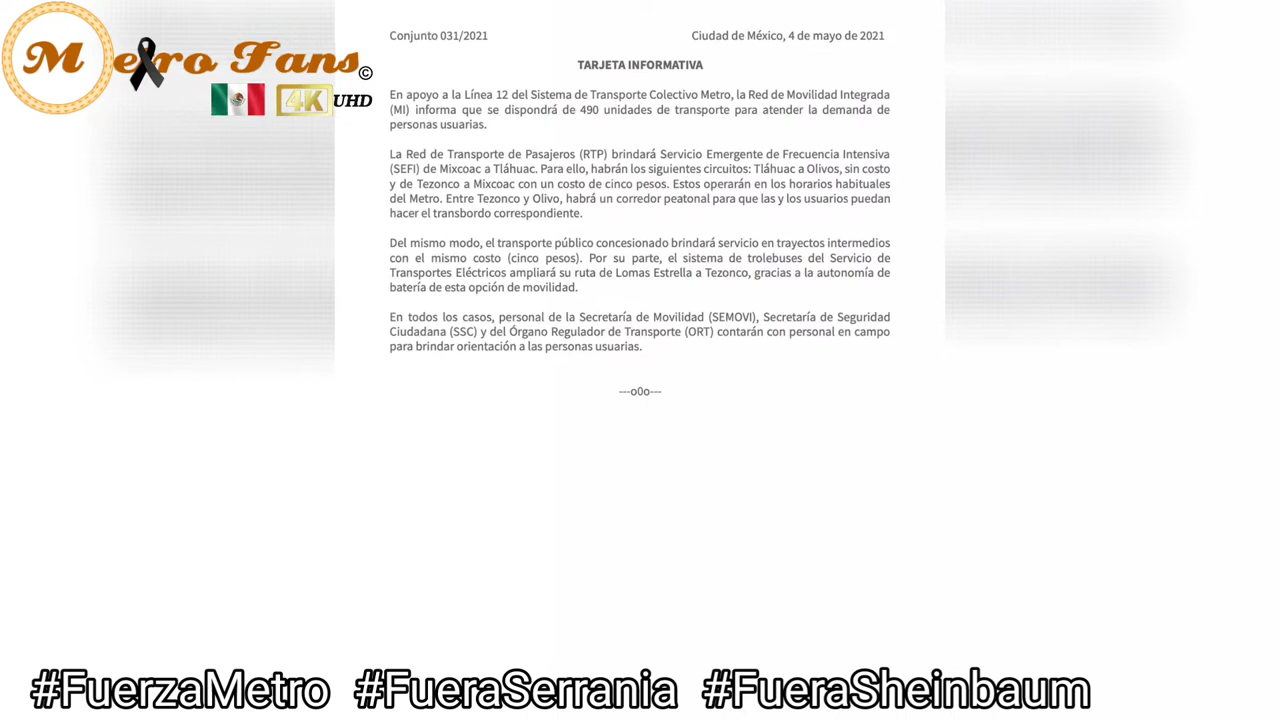 Metro Fans ©
4K UHD
Conjunto 031/2021 Ciudad de México, 4 de mayo de 2021
TARJETA INFORMATIVA
En apoyo a la Línea 12 del Sistema de Transporte Colectivo Metro, la Red de Movilidad Integrada
(MI) informa que se dispondrá de 490 unidades de transporte para atender la demanda de
personas usuarias.
La Red de Transporte de Pasajeros (RTP) brindará Servicio Emergente de Frecuencia Intensiva
(SEFI) de Mixcoac a Tláhuac. Para ello, habrán los siguientes circuitos: Tláhuac a Olivos, sin costo
y de Tezonco a Mixcoac con un costo de cinco pesos. Estos operarán en los horarios habituales
del Metro. Entre Tezonco y Olivo, habrá un corredor peatonal para que las y los usuarios puedan
hacer el transbordo correspondiente.
Del mismo modo, el transporte público concesionado brindará servicio en trayectos intermedios
con el mismo costo (cinco pesos). Por su parte, el sistema de trolebuses del Servicio de
Transportes Eléctricos ampliará su ruta de Lomas Estrella a Tezonco, gracias a la autonomía de
batería de esta opción de movilidad.
En todos los casos, personal de la Secretaría de Movilidad (SEMOVI), Secretaría de Seguridad
Ciudadana (SSC) y del Órgano Regulador de Transporte (ORT) contarán con personal en campo
para brindar orientación a las personas usuarias.
---o0o---
#FuerzaMetro #FueraSerrania #FueraSheinbaum